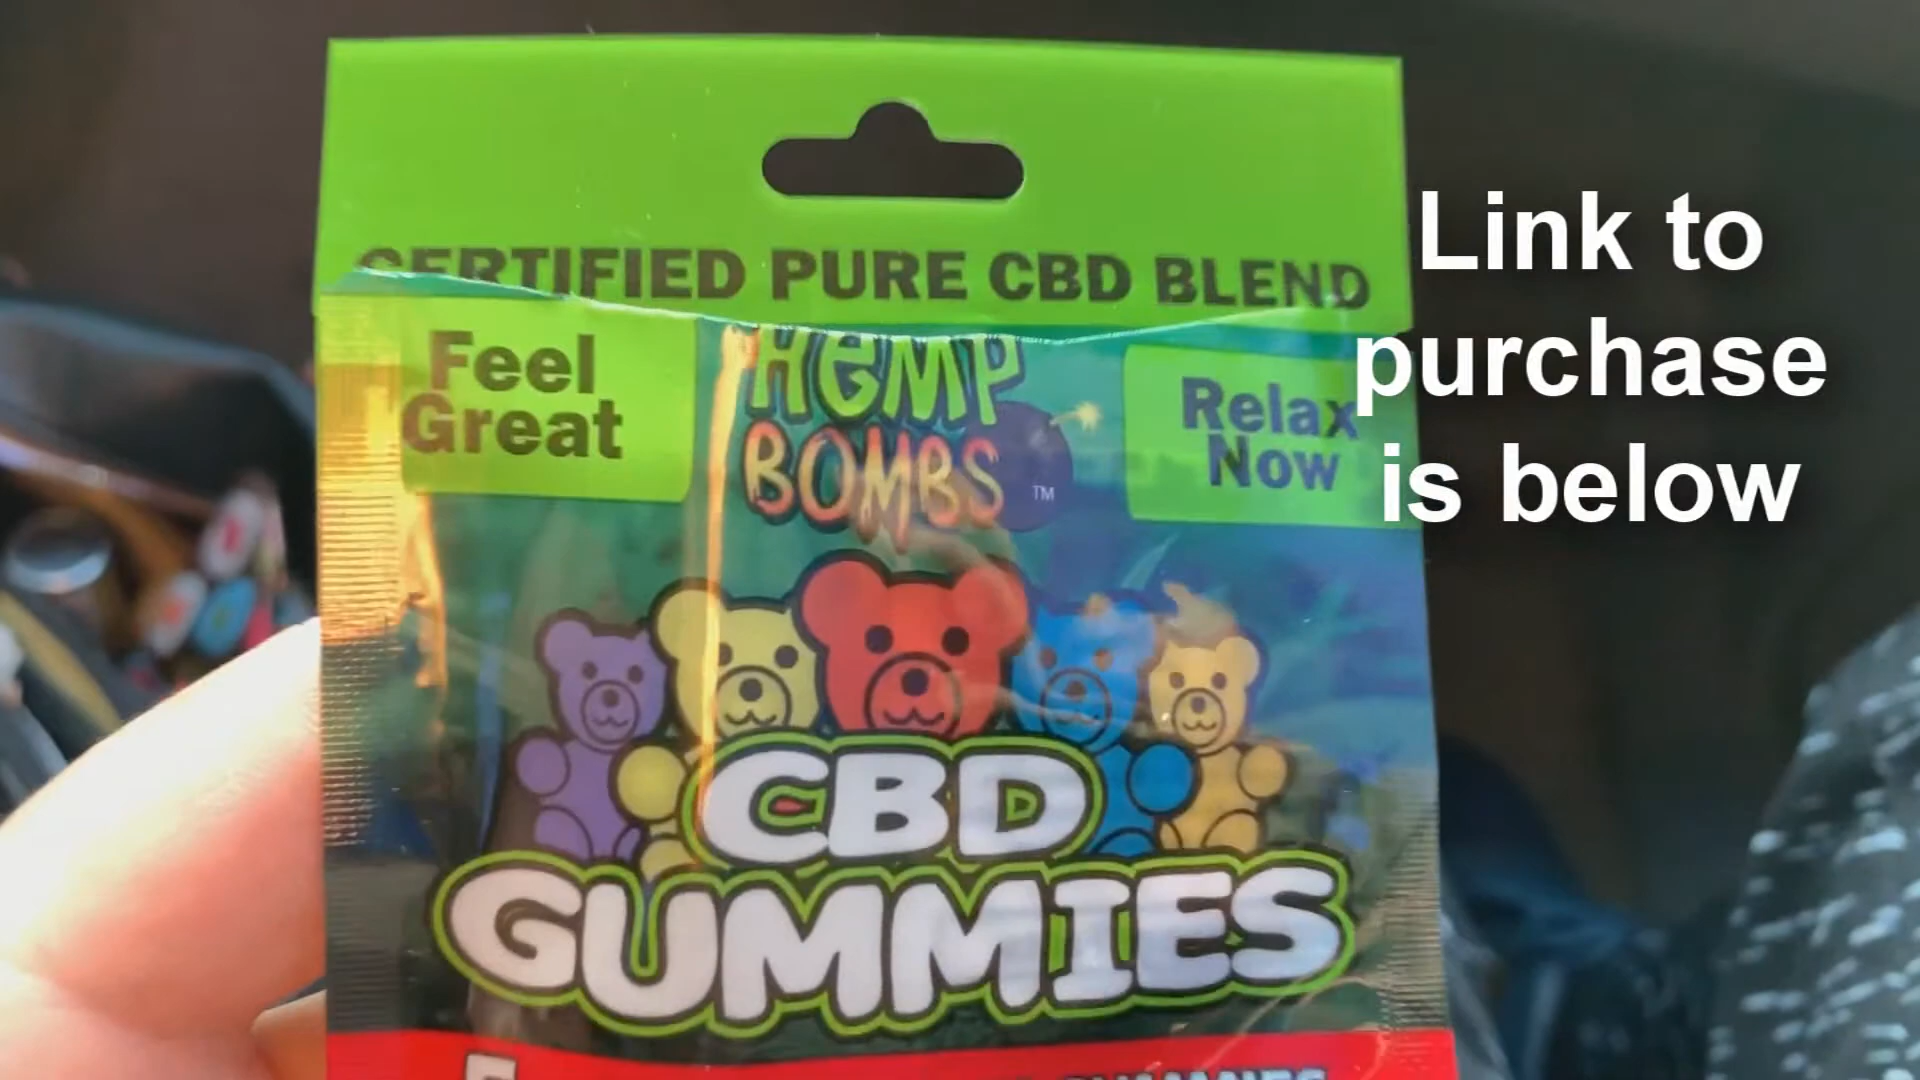 CERTIFIED PURE CBD BLEND
Feel
Great
HEMP
BOMBS
TM
Relax
Now
Link to
purchase
is below
CBD
GUMMIES